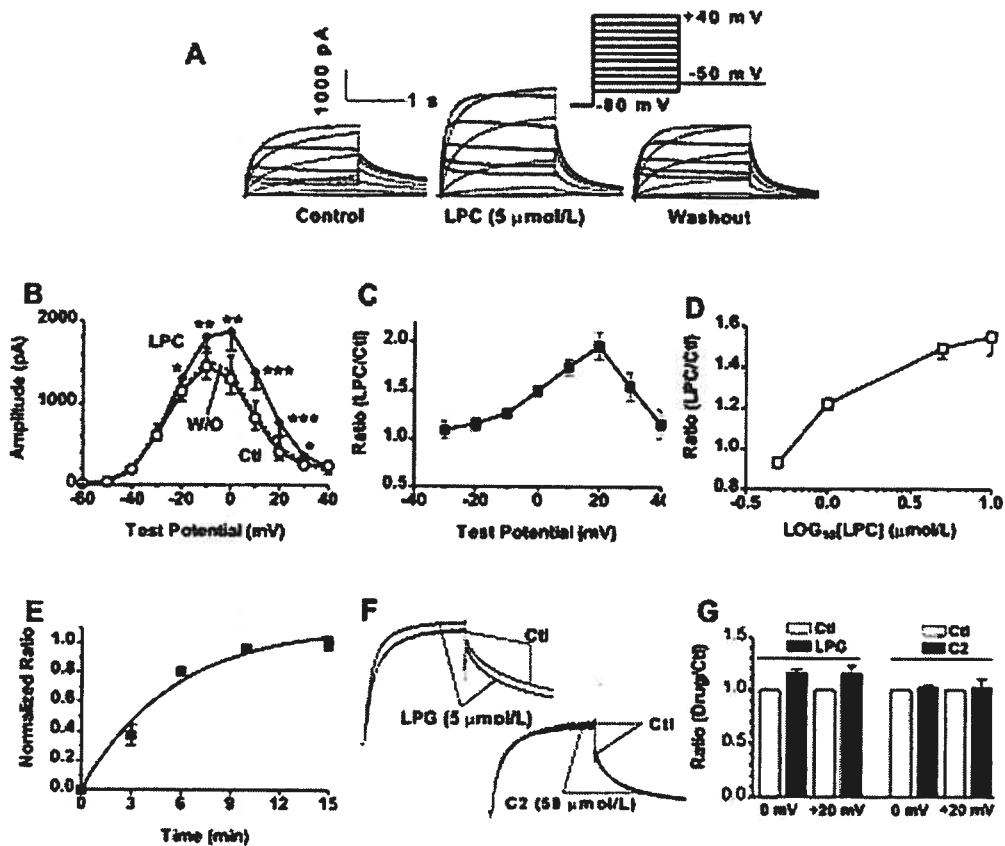 A
1000 pA
1 s
+40 mV
-50 mV
-80 mV
Control
LPC (5 µmol/L)
Washout
B
Amplitude (pA)
2000
1000
0
LPC
W/O
Ctl
*
**
**
***
***
*
-60 -40 -20 0 20 40
Test Potential (mV)
C
Ratio (LPC/Ctl)
2.0
1.5
1.0
0.5
-40 -20 0 20 40
Test Potential (mV)
D
Ratio (LPC/Ctl)
1.6
1.4
1.2
1.0
0.8
-0.5 0.0 0.5 1.0
LOG₁₀[LPC] (µmol/L)
E
Normalized Ratio
1.0
0.8
0.6
0.4
0.2
0.0
0 3 6 9 12 15
Time (min)
F
Ctl
LPG (5 µmol/L)
Ctl
G
Ctl
LPG
Ctl
C2
Ratio (Drug/Ctl)
1.5
1.0
0.5
0.0
0 mV +20 mV 0 mV +20 mV